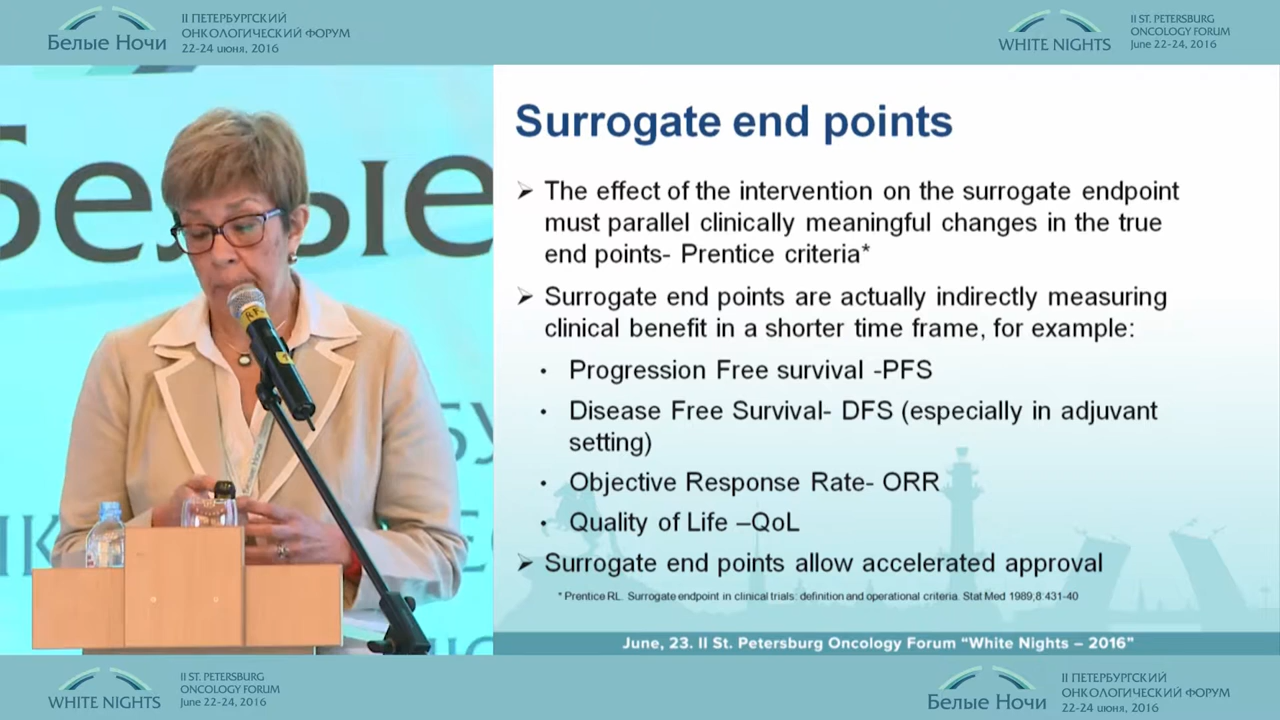 Белые Ночи
II ПЕТЕРБУРГСКИЙ
ОНКОЛОГИЧЕСКИЙ ФОРУМ
22-24 июня, 2016
WHITE NIGHTS
II ST. PETERSBURG
ONCOLOGY FORUM
June 22-24, 2016
белые
Surrogate end points
➢ The effect of the intervention on the surrogate endpoint
must parallel clinically meaningful changes in the true
end points- Prentice criteria*
➢ Surrogate end points are actually indirectly measuring
clinical benefit in a shorter time frame, for example:
• Progression Free survival -PFS
• Disease Free Survival- DFS (especially in adjuvant
setting)
• Objective Response Rate- ORR
• Quality of Life –QoL
➢ Surrogate end points allow accelerated approval
* Prentice RL. Surrogate endpoint in clinical trials: definition and operational criteria. Stat Med 1989;8:431-40
June, 23. II St. Petersburg Oncology Forum “White Nights – 2016”
WHITE NIGHTS
II ST. PETERSBURG
ONCOLOGY FORUM
June 22-24, 2016
Белые Ночи
II ПЕТЕРБУРГСКИЙ
ОНКОЛОГИЧЕСКИЙ ФОРУМ
22-24 июня, 2016